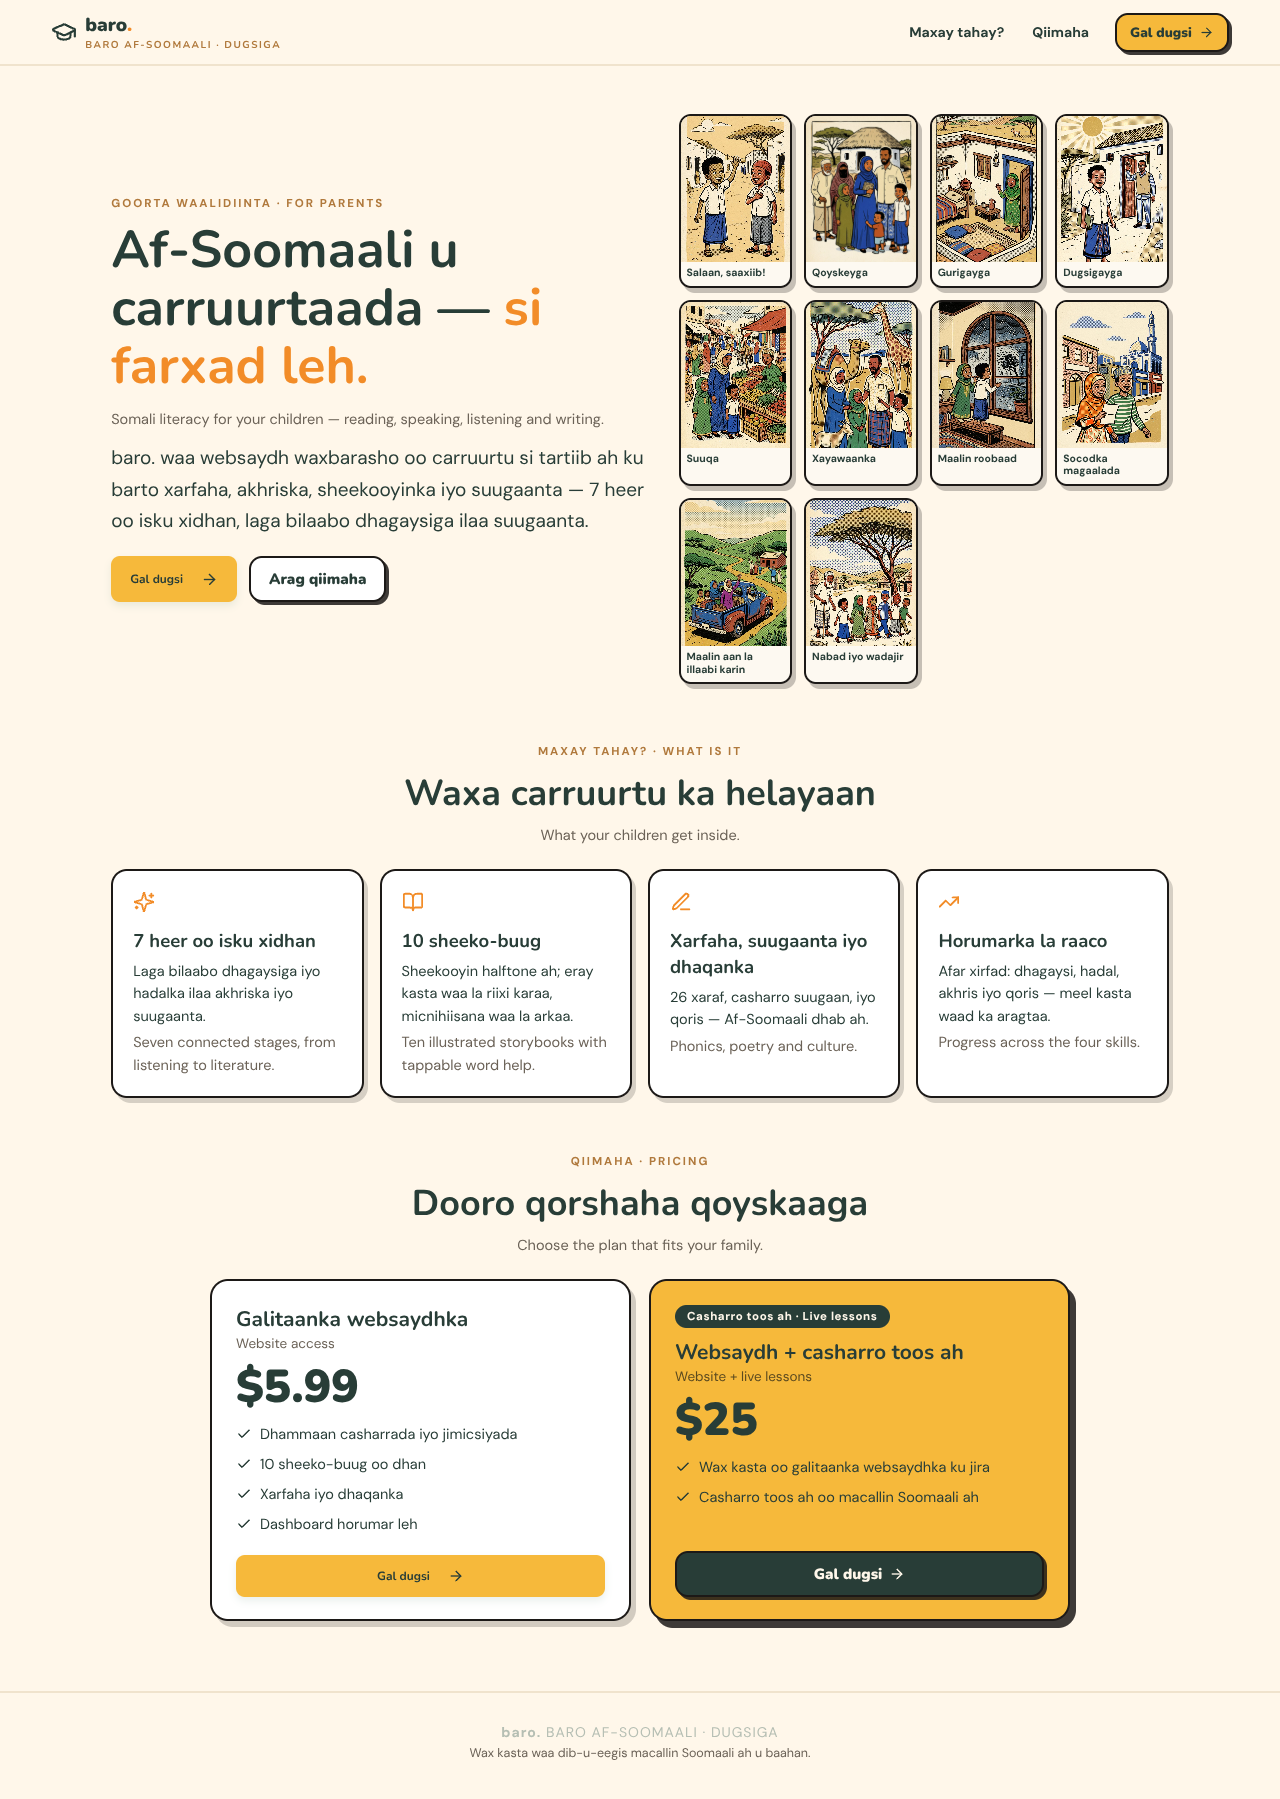 baro.
BARO AF-SOOMAALI · DUGSIGA
Maxay tahay?
Qiimaha
Gal dugsi →
GOORTA WAALIDIINTA · FOR PARENTS
Af-Soomaali u
carruurtaada — si
farxad leh.
Somali literacy for your children — reading, speaking, listening and writing.
baro. waa websaydh waxbarasho oo carruurtu si tartiib ah ku
barto xarfaha, akhriska, sheekooyinka iyo suugaanta — 7 heer
oo isku xidhan, laga bilaabo dhagaysiga ilaa suugaanta.
Gal dugsi →
Arag qiimaha
Salaan, saaxiib!
Qoyskeyga
Gurigayga
Dugsigayga
Suuqa
Xayawaanka
Maalin roobaad
Socodka
magaalada
Maalin aan la
illaabi karin
Nabad iyo wadajir
MAXAY TAHAY? · WHAT IS IT
Waxa carruurtu ka helayaan
What your children get inside.
7 heer oo isku xidhan
Laga bilaabo dhagaysiga iyo
hadalka ilaa akhriska iyo
suugaanta.
Seven connected stages, from
listening to literature.
10 sheeko-buug
Sheekooyin halftone ah; eray
kasta waa la riixi karaa,
micnihiisana waa la arkaa.
Ten illustrated storybooks with
tappable word help.
Xarfaha, suugaanta iyo
dhaqanka
26 xaraf, casharro suugaan, iyo
qoris — Af-Soomaali dhab ah.
Phonics, poetry and culture.
Horumarka la raaco
Afar xirfad: dhagaysi, hadal,
akhris iyo qoris — meel kasta
waad ka aragtaa.
Progress across the four skills.
QIIMAHA · PRICING
Dooro qorshaha qoyskaaga
Choose the plan that fits your family.
Galitaanka websaydhka
Website access
$5.99
Dhammaan casharrada iyo jimicsiyada
10 sheeko-buug oo dhan
Xarfaha iyo dhaqanka
Dashboard horumar leh
Gal dugsi →
Casharro toos ah · Live lessons
Websaydh + casharro toos ah
Website + live lessons
$25
Wax kasta oo galitaanka websaydhka ku jira
Casharro toos ah oo macallin Soomaali ah
Gal dugsi →
baro. BARO AF-SOOMAALI · DUGSIGA
Wax kasta waa dib-u-eegis macallin Soomaali ah u baahan.